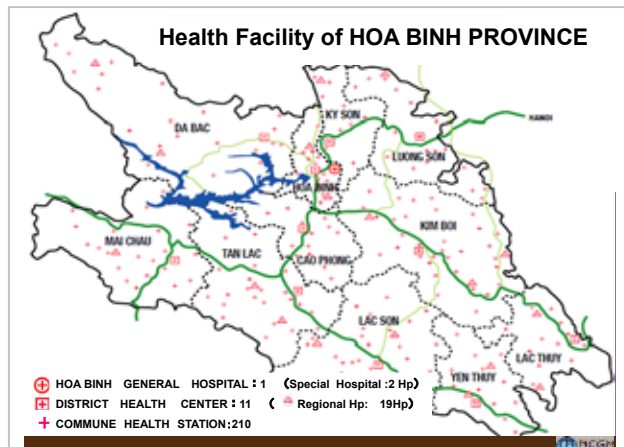 Health Facility of HOA BINH PROVINCE
KY SON
HANOI
DA BAC
LUONG SON
HOA BINH
KIM BOI
MAI CHAU
TAN LAC
CAO PHONG
LAC SON
LAC THUY
YEN THUY
HOA BINH GENERAL HOSPITAL:1 (Special Hospital :2 Hp)
DISTRICT HEALTH CENTER:11 ( Regional Hp: 19Hp)
COMMUNE HEALTH STATION:210
NCGM